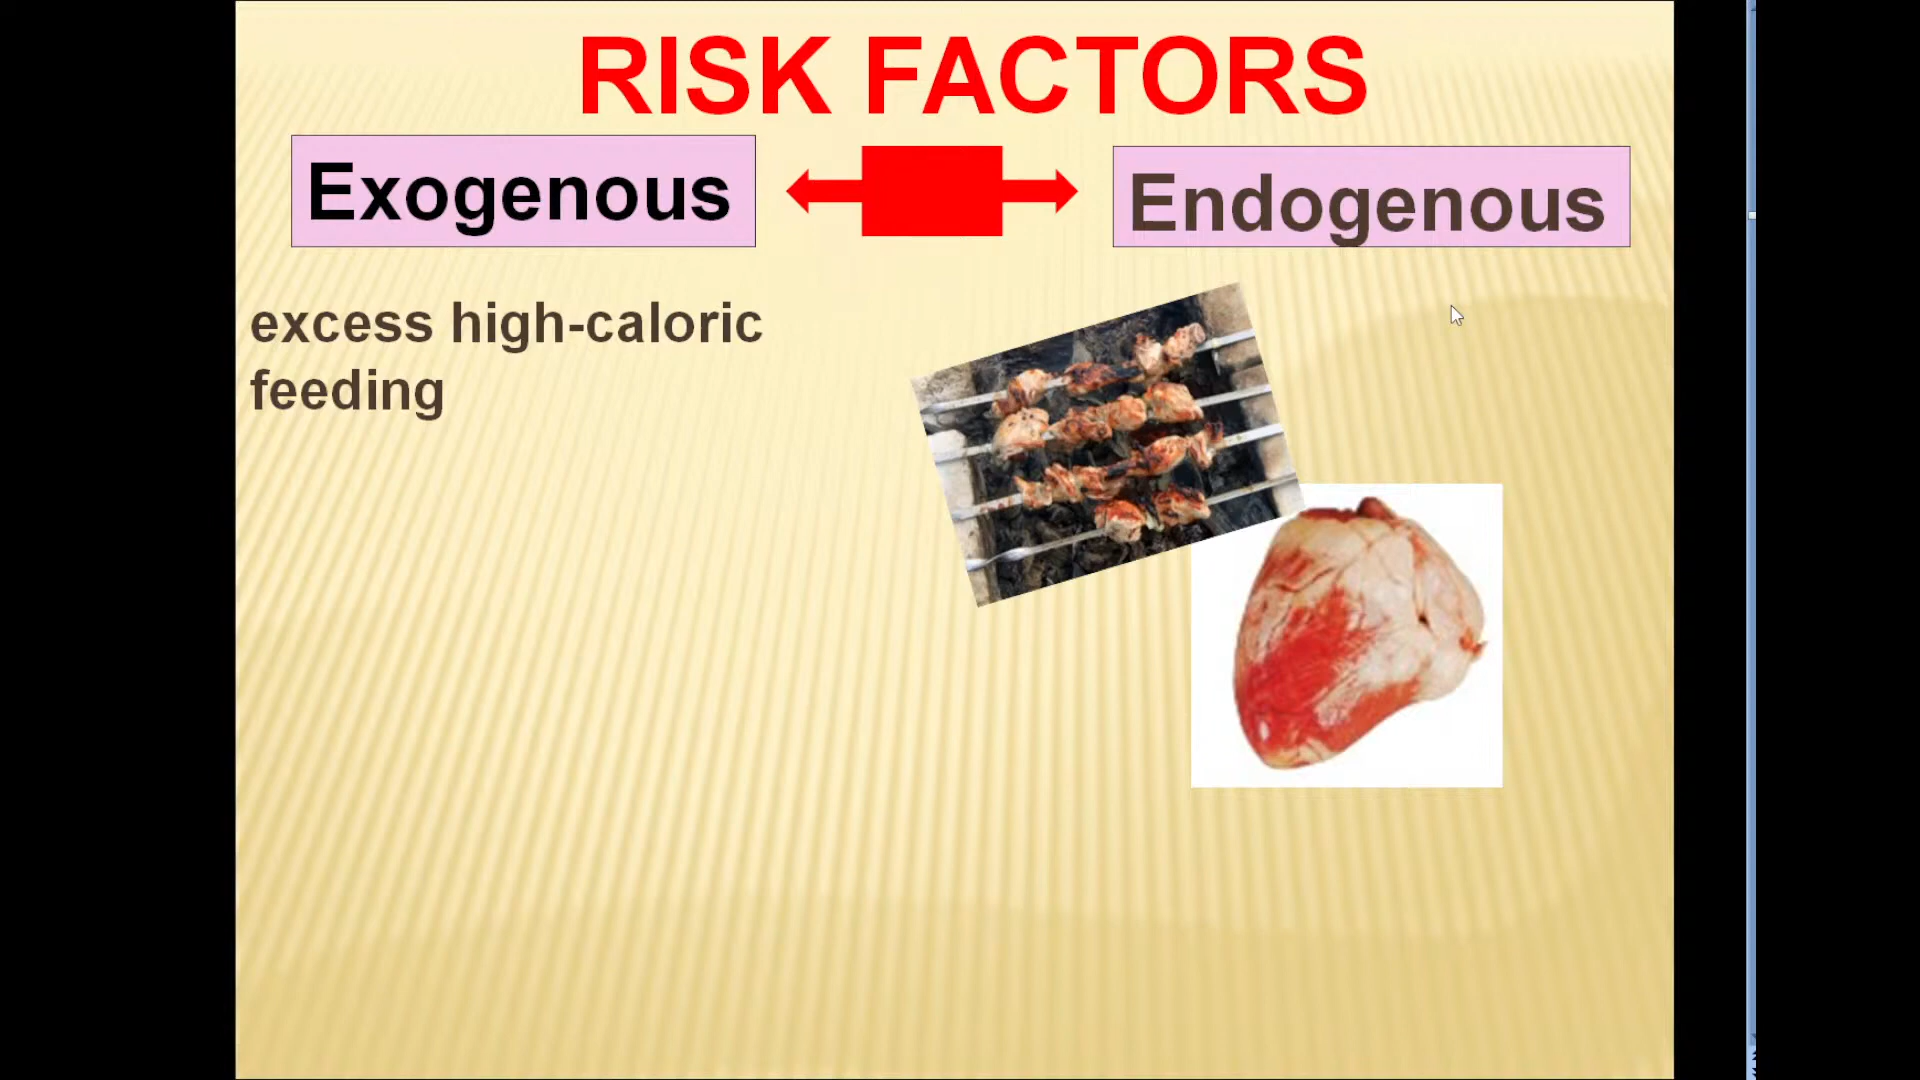 RISK FACTORS
Exogenous
Endogenous
excess high-caloric
feeding